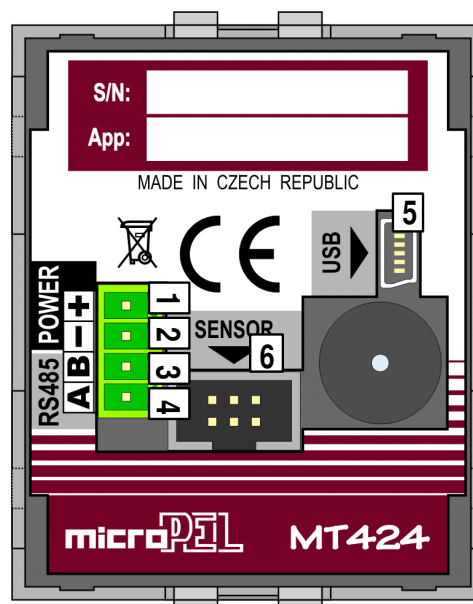 S/N:
App:
MADE IN CZECH REPUBLIC
CE
USB
5
POWER
+
1
−
2
SENSOR
6
RS485
B
3
A
4
microPEL
MT424